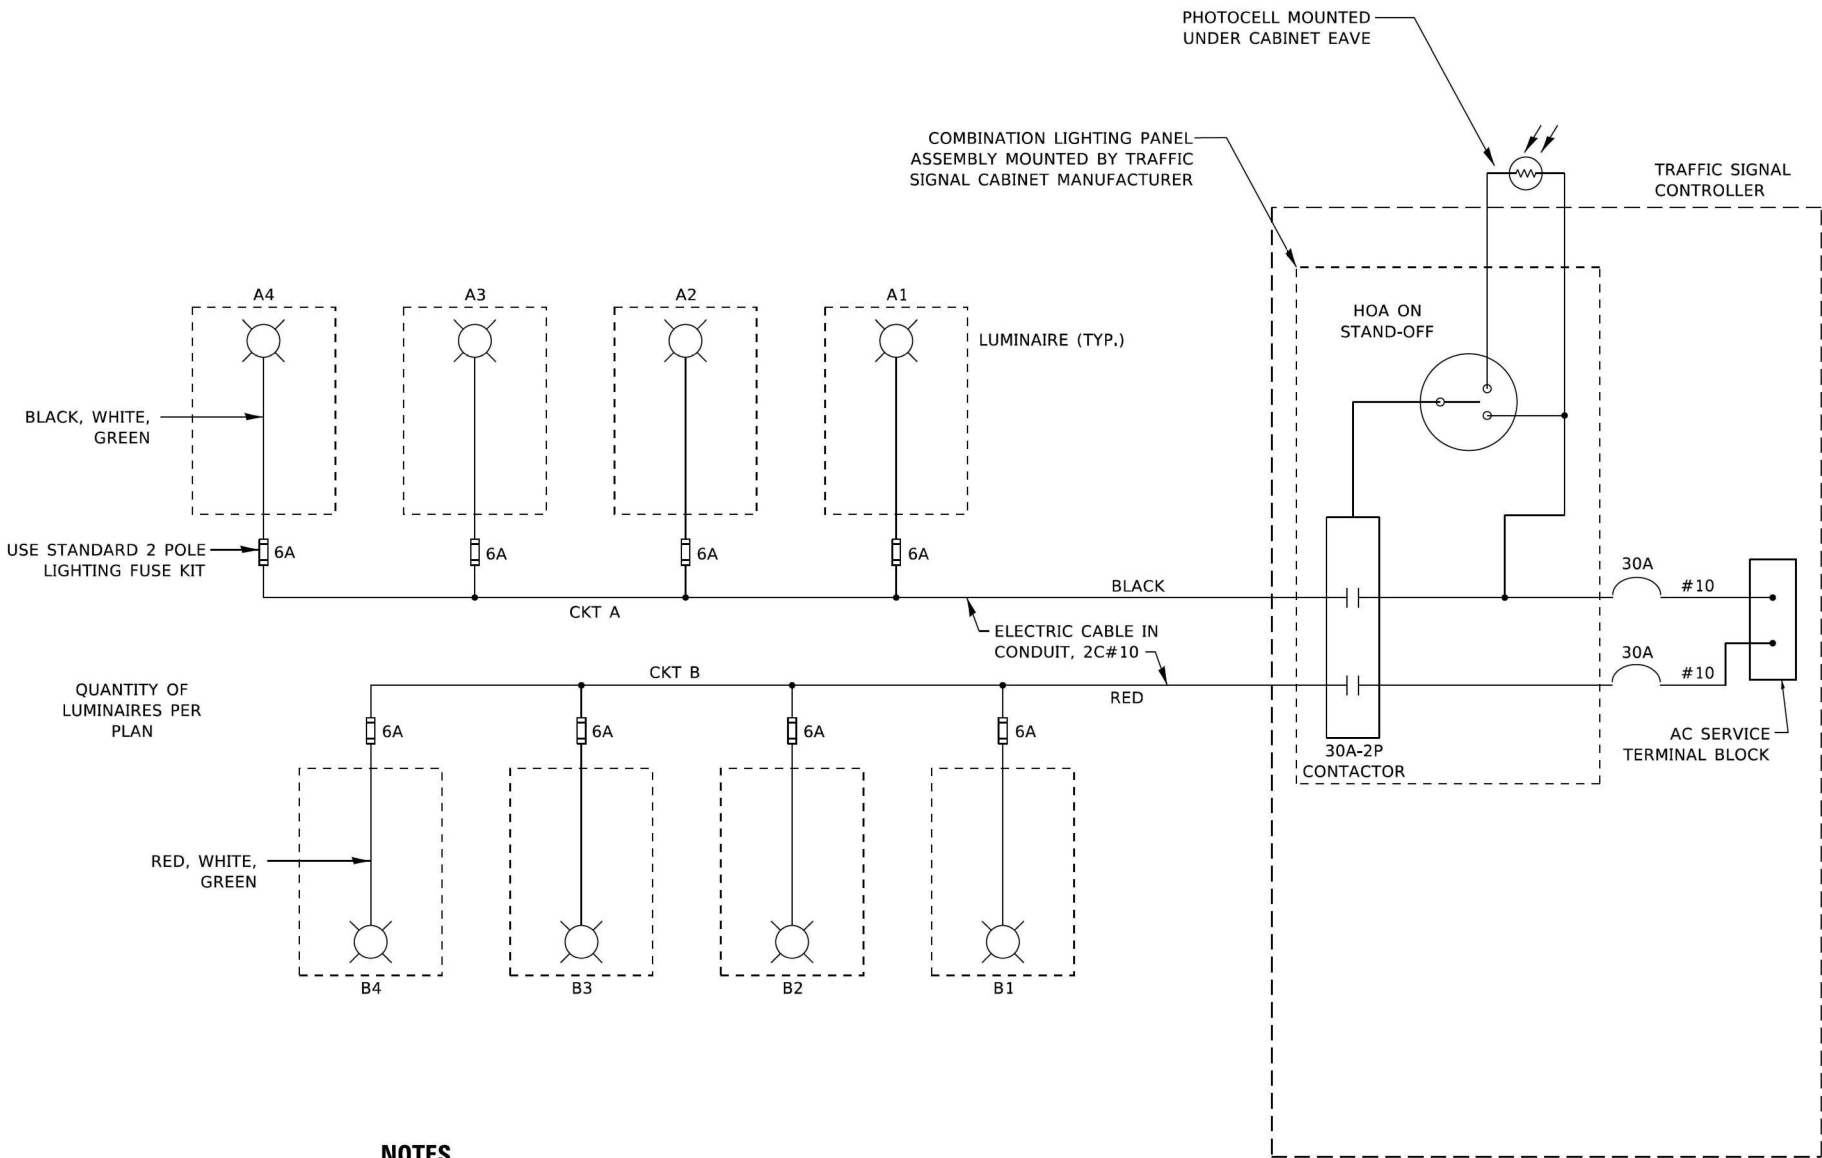 PHOTOCELL MOUNTED
UNDER CABINET EAVE
COMBINATION LIGHTING PANEL
ASSEMBLY MOUNTED BY TRAFFIC
SIGNAL CABINET MANUFACTURER
TRAFFIC SIGNAL
CONTROLLER
HOA ON
STAND-OFF
A4
A3
A2
A1
LUMINAIRE (TYP.)
BLACK, WHITE,
GREEN
USE STANDARD 2 POLE
LIGHTING FUSE KIT
6A
6A
6A
6A
CKT A
BLACK
ELECTRIC CABLE IN
CONDUIT, 2C#10
30A
#10
30A
#10
AC SERVICE
TERMINAL BLOCK
30A-2P
CONTACTOR
CKT B
RED
QUANTITY OF
LUMINAIRES PER
PLAN
6A
6A
6A
6A
RED, WHITE,
GREEN
B4
B3
B2
B1
NOTES